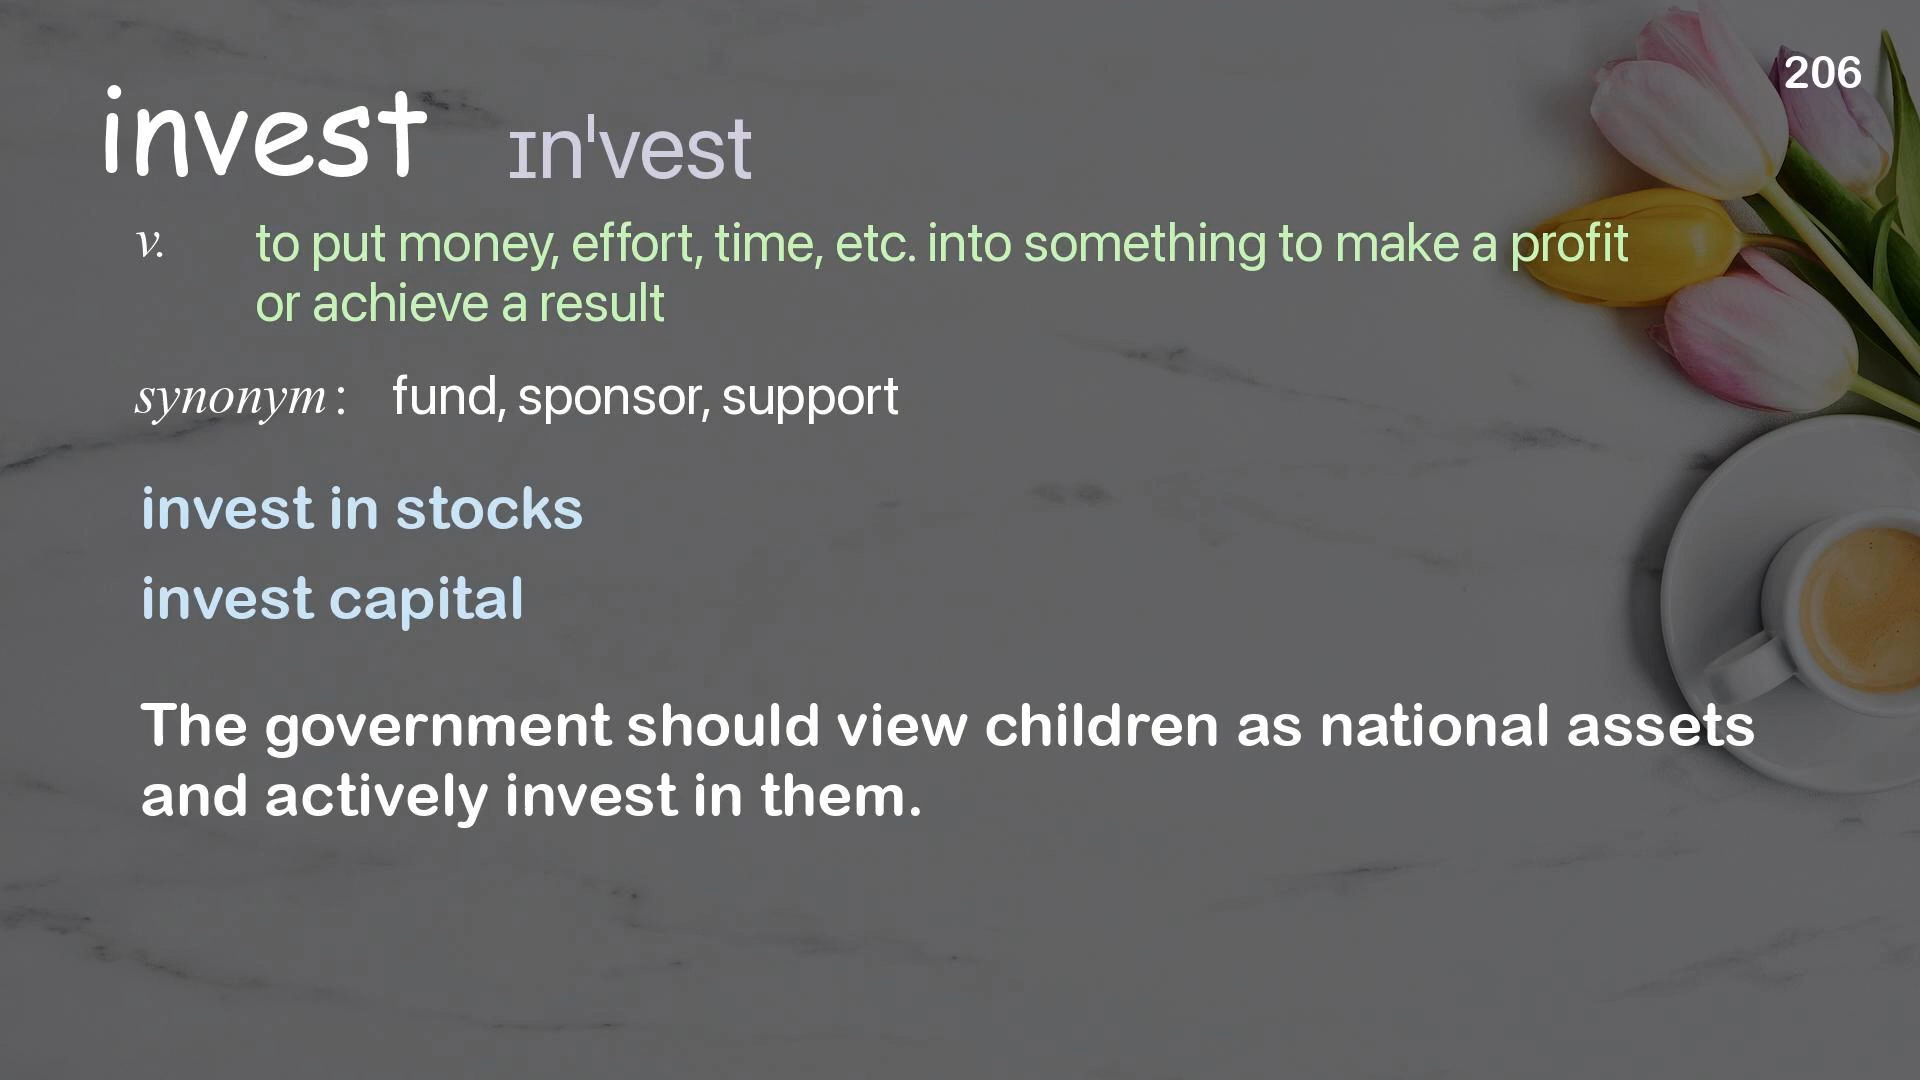 206
invest ɪnˈvest
v. to put money, effort, time, etc. into something to make a profit
or achieve a result
synonym : fund, sponsor, support
invest in stocks
invest capital
The government should view children as national assets
and actively invest in them.